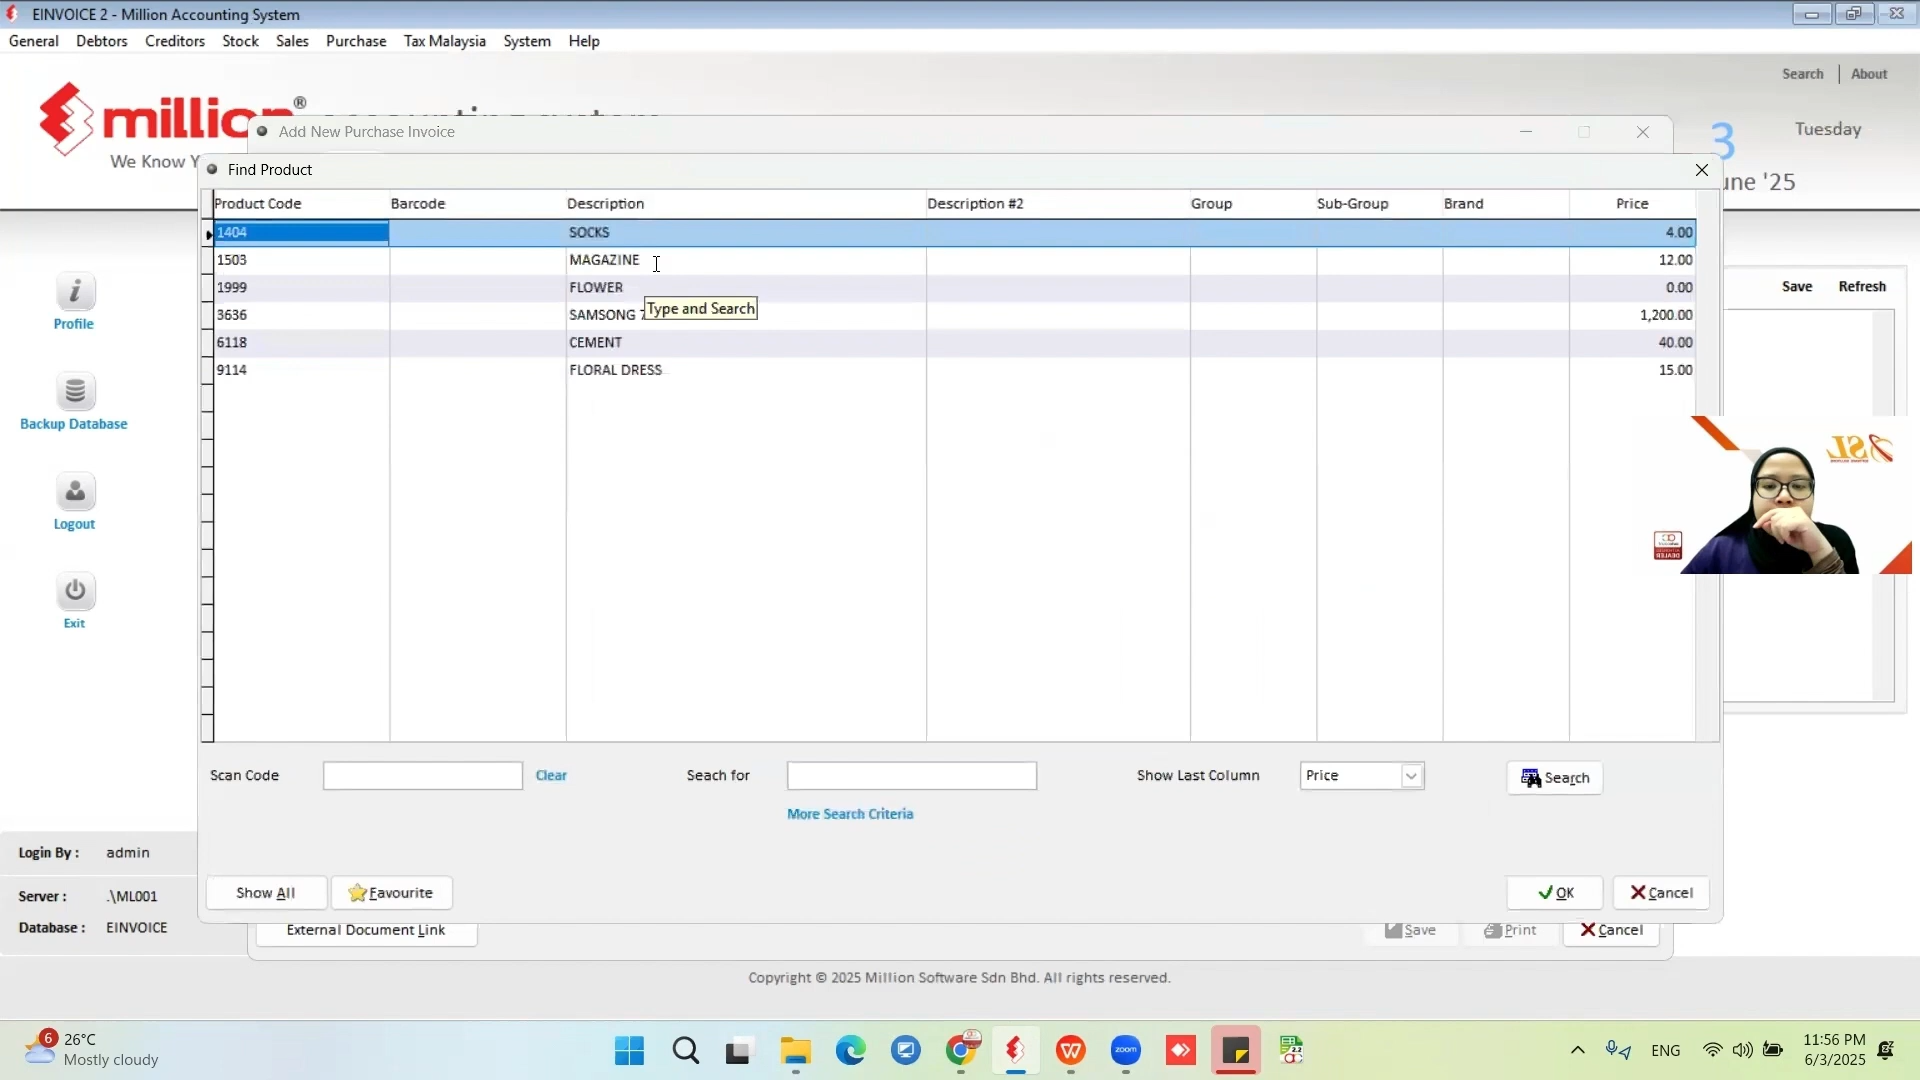 EINVOICE 2 - Million Accounting System
General Debtors Creditors Stock Sales Purchase Tax Malaysia System Help
Search About
million®
We Know
3
Tuesday
June '25
Add New Purchase Invoice
Find Product
Product Code Barcode Description Description #2 Group Sub-Group Brand Price
1404 SOCKS 4.00
1503 MAGAZINE 12.00
1999 FLOWER 0.00
3636 SAMSONG 1,200.00
Type and Search
6118 CEMENT 40.00
9114 FLORAL DRESS 15.00
Save Refresh
Profile
Backup Database
Logout
Exit
ASL
Scan Code Clear Seach for Show Last Column Price Search
More Search Criteria
Show All Favourite OK Cancel
Login By : admin
Server : .\ML001
Database : EINVOICE
External Document Link Save Print Cancel
Copyright © 2025 Million Software Sdn Bhd. All rights reserved.
6
26°C
Mostly cloudy
zoom
2.2
ENG
11:56 PM
6/3/2025